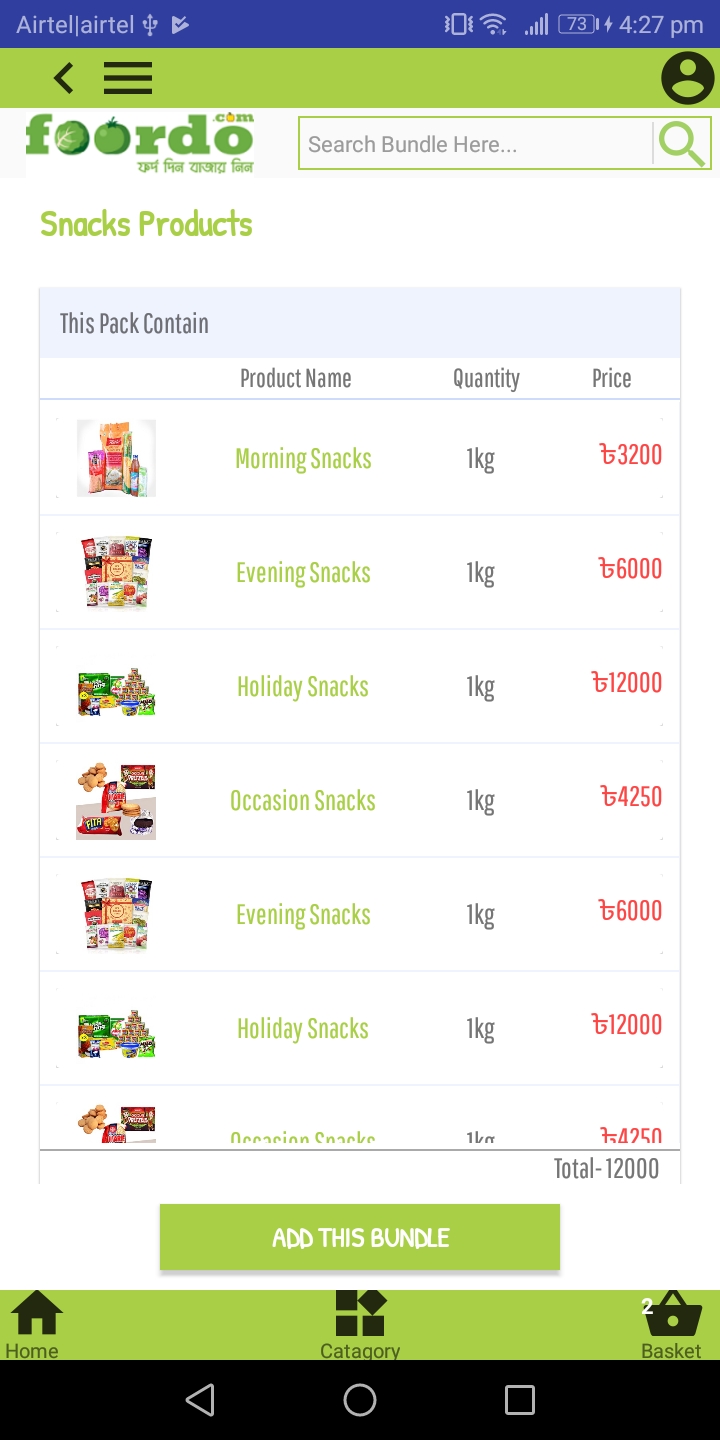 Airtel|airtel 73 4:27 pm
foordo.com
ফর্দ দিন বাজার নিন
Search Bundle Here...
Snacks Products
This Pack Contain
Product Name Quantity Price
Morning Snacks 1kg ৳3200
Evening Snacks 1kg ৳6000
Holiday Snacks 1kg ৳12000
Occasion Snacks 1kg ৳4250
FITA
Evening Snacks 1kg ৳6000
Holiday Snacks 1kg ৳12000
Occasion Snacks 1kg ৳4250
Total- 12000
ADD THIS BUNDLE
2
Home Catagory Basket